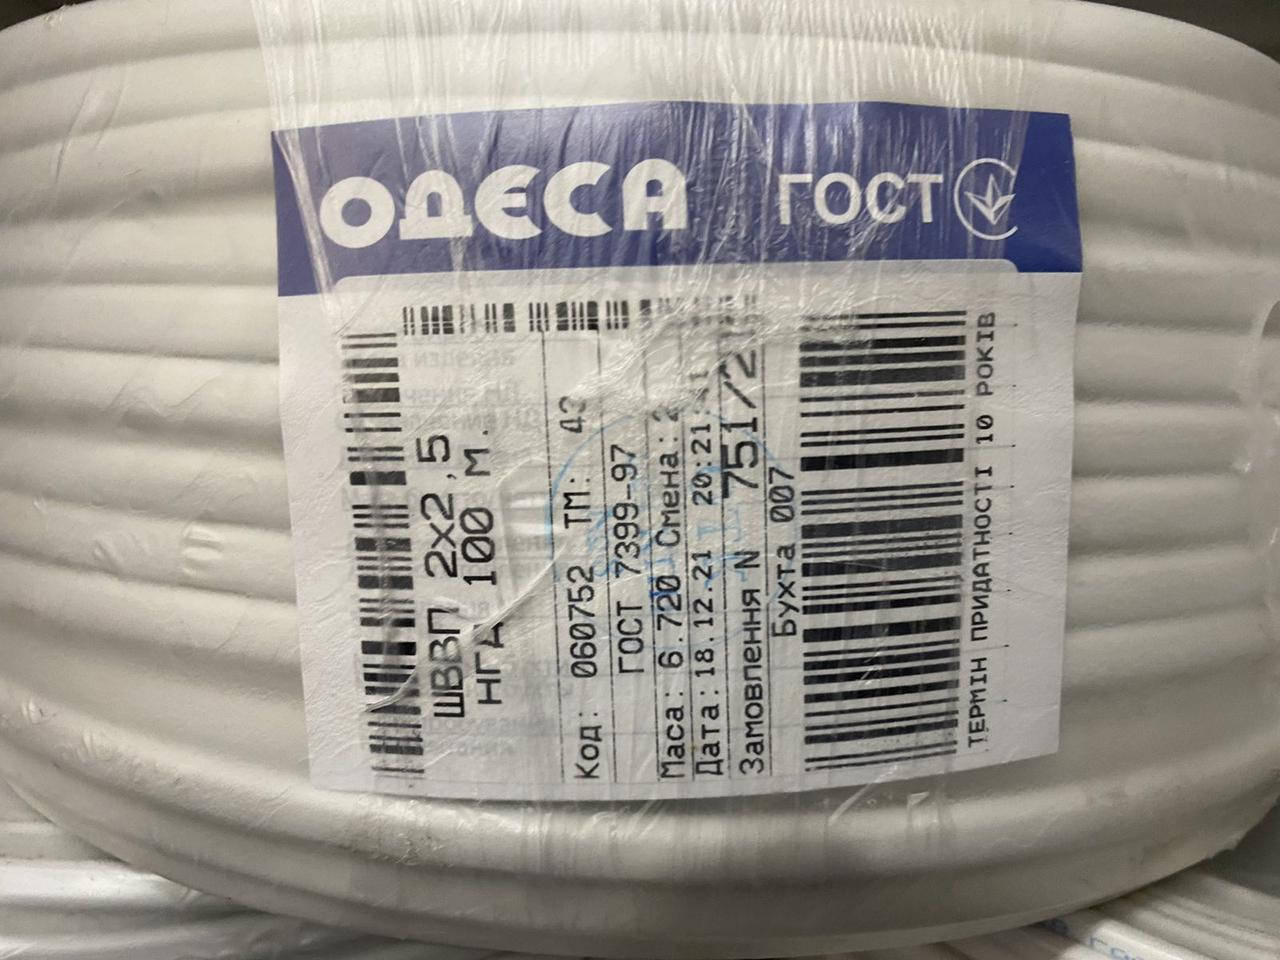 ОДЕСА ГОСТ
ШВВП 2х2,5
НГД 100 М.
Код: 060752 ТМ: 43
ГОСТ 7399-97
Маса: 6.720 Смена: 2
Дата: 18.12.21 20:21:
Замовлення N 751/2
Бухта 007
ТЕРМІН ПРИДАТНОСТІ 10 РОКІВ